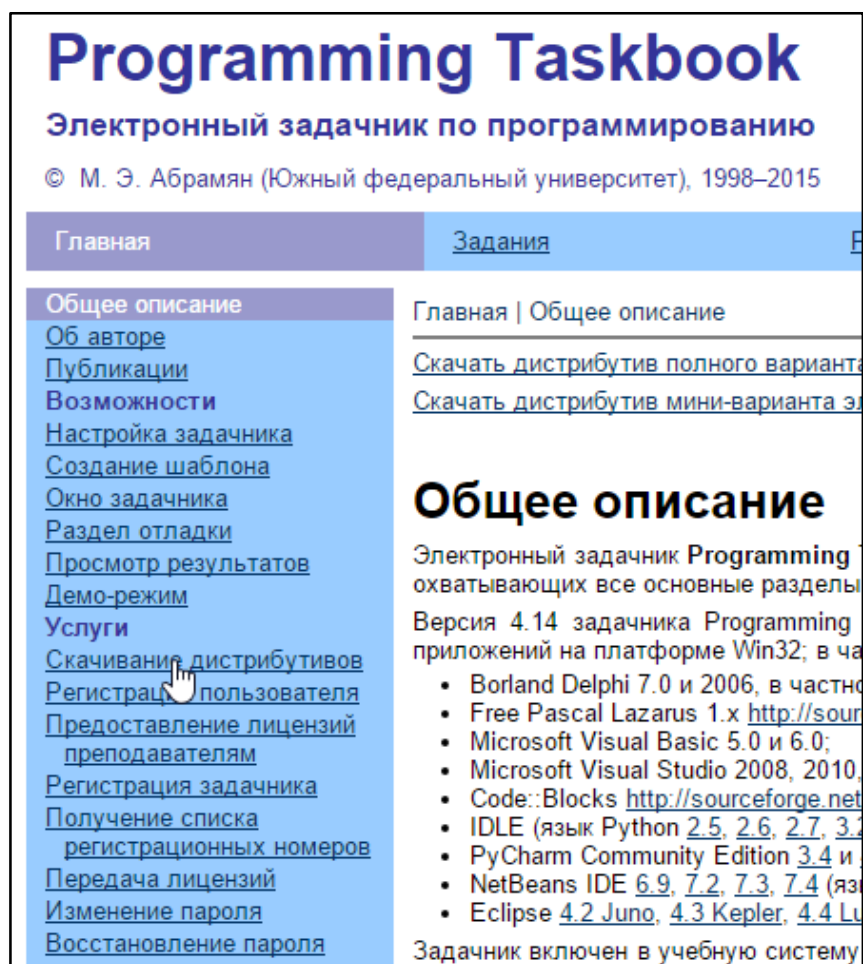 Programming Taskbook
Электронный задачник по программированию
© М. Э. Абрамян (Южный федеральный университет), 1998–2015
Главная
Задания
Общее описание
Об авторе
Публикации
Возможности
Настройка задачника
Создание шаблона
Окно задачника
Раздел отладки
Просмотр результатов
Демо-режим
Услуги
Скачивание дистрибутивов
Регистрация пользователя
Предоставление лицензий
преподавателям
Регистрация задачника
Получение списка
регистрационных номеров
Передача лицензий
Изменение пароля
Восстановление пароля
Главная | Общее описание
Скачать дистрибутив полного варианта
Скачать дистрибутив мини-варианта
Общее описание
Электронный задачник Programming
охватывающих все основные разделы
Версия 4.14 задачника Programming
приложений на платформе Win32; в
• Borland Delphi 7.0 и 2006, в
• Free Pascal Lazarus 1.x http://sour
• Microsoft Visual Basic 5.0 и 6.0;
• Microsoft Visual Studio 2008, 2010,
• Code::Blocks http://sourceforge.net
• IDLE (язык Python 2.5, 2.6, 2.7, 3.2
• PyCharm Community Edition 3.4 и
• NetBeans IDE 6.9, 7.2, 7.3, 7.4
• Eclipse 4.2 Juno, 4.3 Kepler, 4.4
Задачник включен в учебную систему